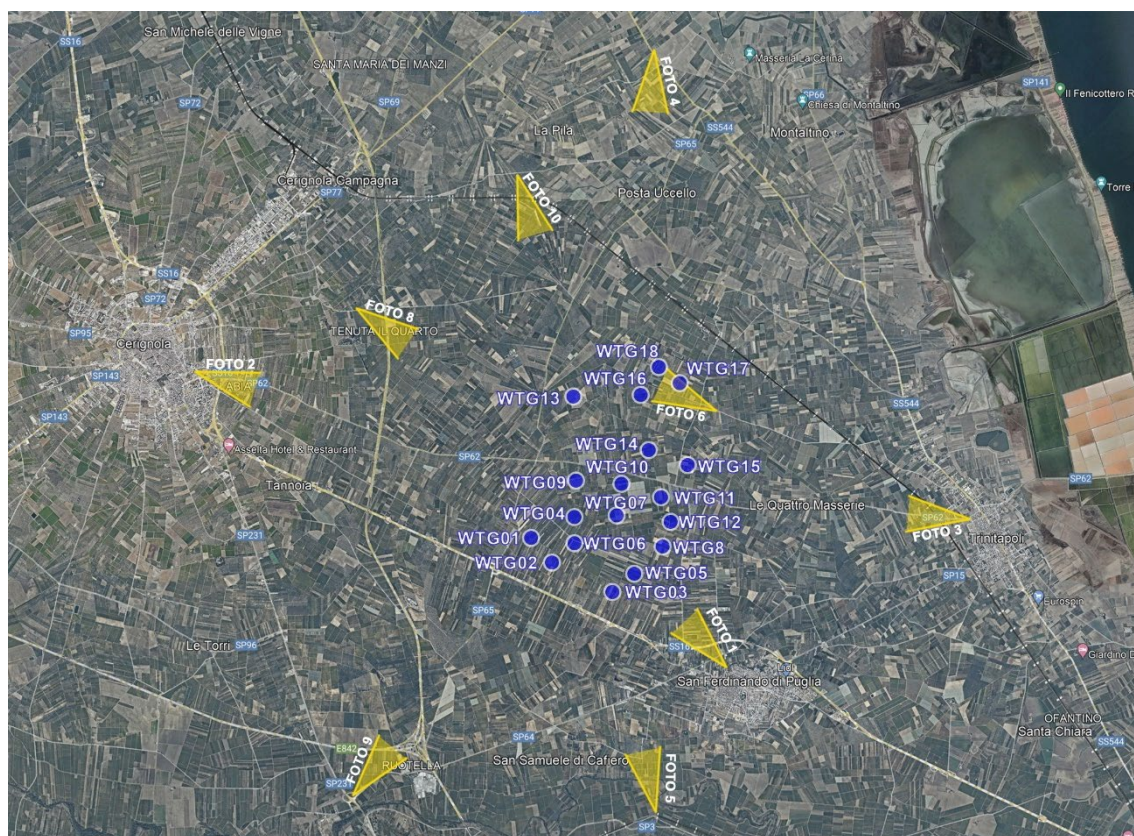 SS16
San Michele delle Vigne
SANTA MARIA DEI MANZI
SP72
SP69
La Pila
FOTO 4
Masseria La Cerina
SP66
Chiesa di Montaltino
SS544
Montaltino
SP65
SP141
Il Fenicottero R
Torre
Cerignola Campagna
SP77
Posta Uccello
FOTO 10
SS16
SP72
SP95
Cerignola
FOTO 8
TENUTA IL QUARTO
SP143
FOTO 2
SP62
SP143
Asselta Hotel & Restaurant
Tannoia
SP231
SP62
WTG18
WTG17
WTG16
WTG13
FOTO 6
SS544
WTG14
WTG10
WTG15
WTG09
WTG11
WTG07
WTG04
WTG12
WTG01
WTG06
WTG8
WTG02
WTG05
WTG03
Le Quattro Masserie
SP62
SP62
FOTO 3
Trinitapoli
SP15
Eurospin
Giardino D
SP65
Le Torri
SP96
FOTO 1
SS16
San Ferdinando di Puglia
OFANTINO
Santa Chiara
SS544
E842
SP231
FOTO 9
RUOTELLA
SP64
San Samuele di Cafiero
FOTO 5
SP3